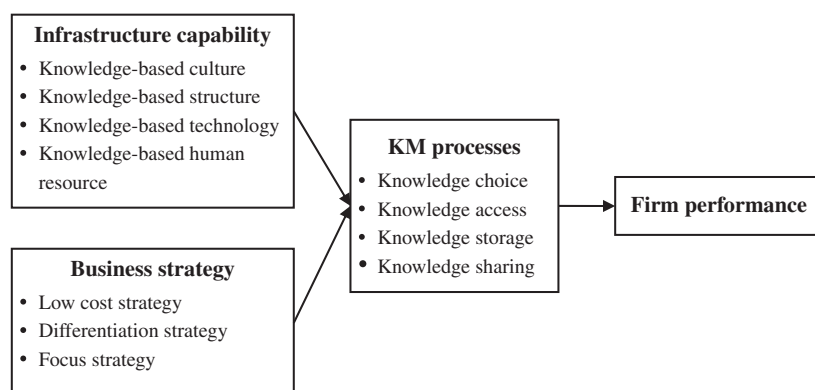 Infrastructure capability
• Knowledge-based culture
• Knowledge-based structure
• Knowledge-based technology
• Knowledge-based human
resource
Business strategy
• Low cost strategy
• Differentiation strategy
• Focus strategy
KM processes
• Knowledge choice
• Knowledge access
• Knowledge storage
• Knowledge sharing
Firm performance